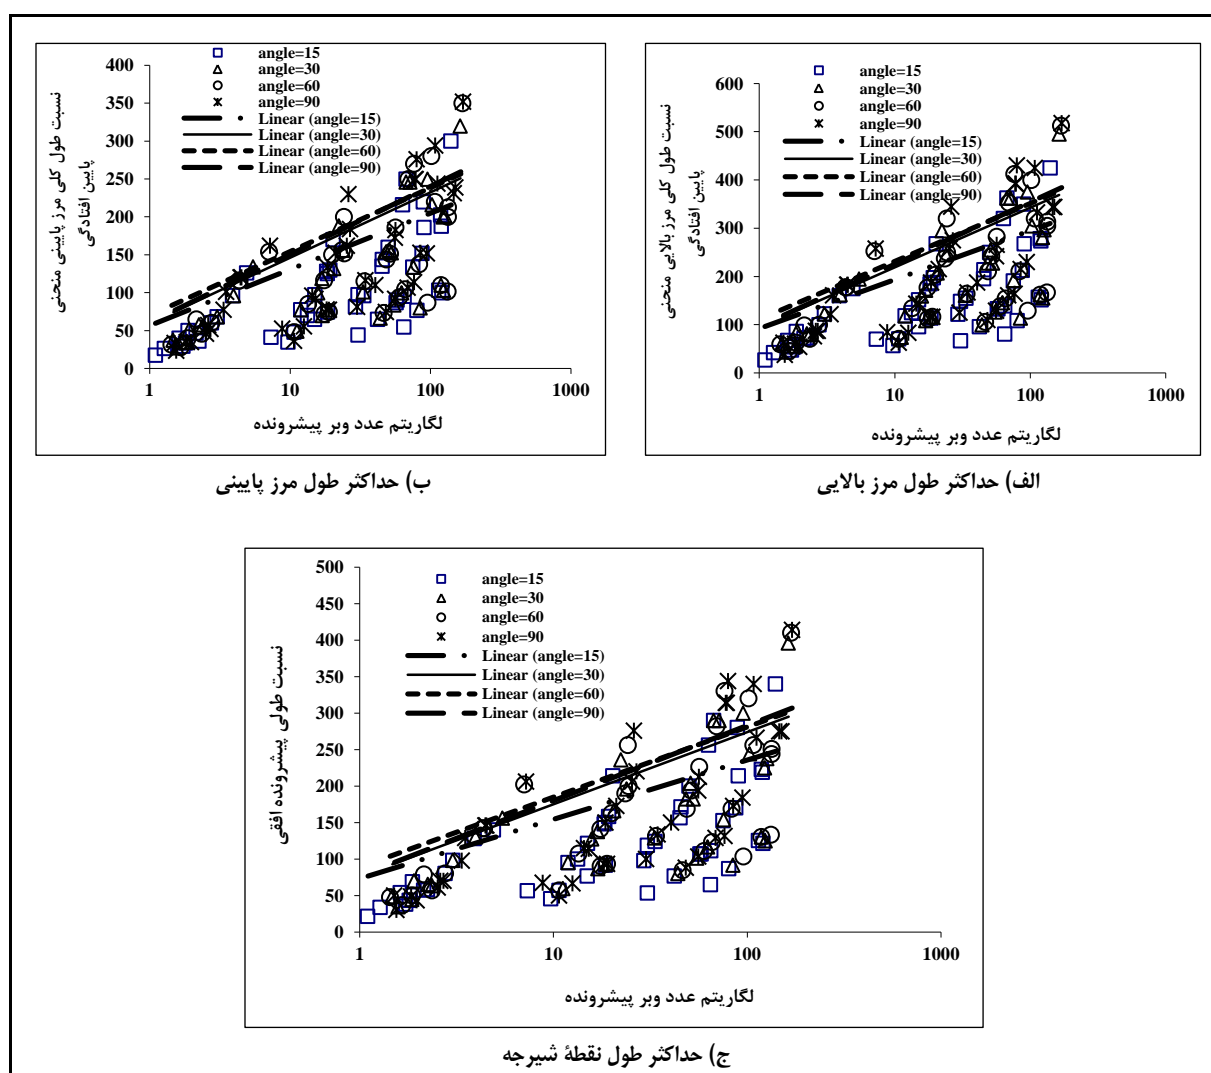 نسبت طول کلی مرز بالایی منحنی
پایین افتادگی
600
500
400
300
200
100
0
angle=15
angle=30
angle=60
angle=90
Linear (angle=15)
Linear (angle=30)
Linear (angle=60)
Linear (angle=90)
1 10 100 1000
لگاریتم عدد وبر پیشرونده
الف) حداکثر طول مرز بالایی
نسبت طول کلی مرز پایینی منحنی
پایین افتادگی
400
350
300
250
200
150
100
50
0
angle=15
angle=30
angle=60
angle=90
Linear (angle=15)
Linear (angle=30)
Linear (angle=60)
Linear (angle=90)
1 10 100 1000
لگاریتم عدد وبر پیشرونده
ب) حداکثر طول مرز پایینی
نسبت طولی پیشرونده افقی
500
450
400
350
300
250
200
150
100
50
0
angle=15
angle=30
angle=60
angle=90
Linear (angle=15)
Linear (angle=30)
Linear (angle=60)
Linear (angle=90)
1 10 100 1000
لگاریتم عدد وبر پیشرونده
ج) حداکثر طول نقطهٔ شیرجه